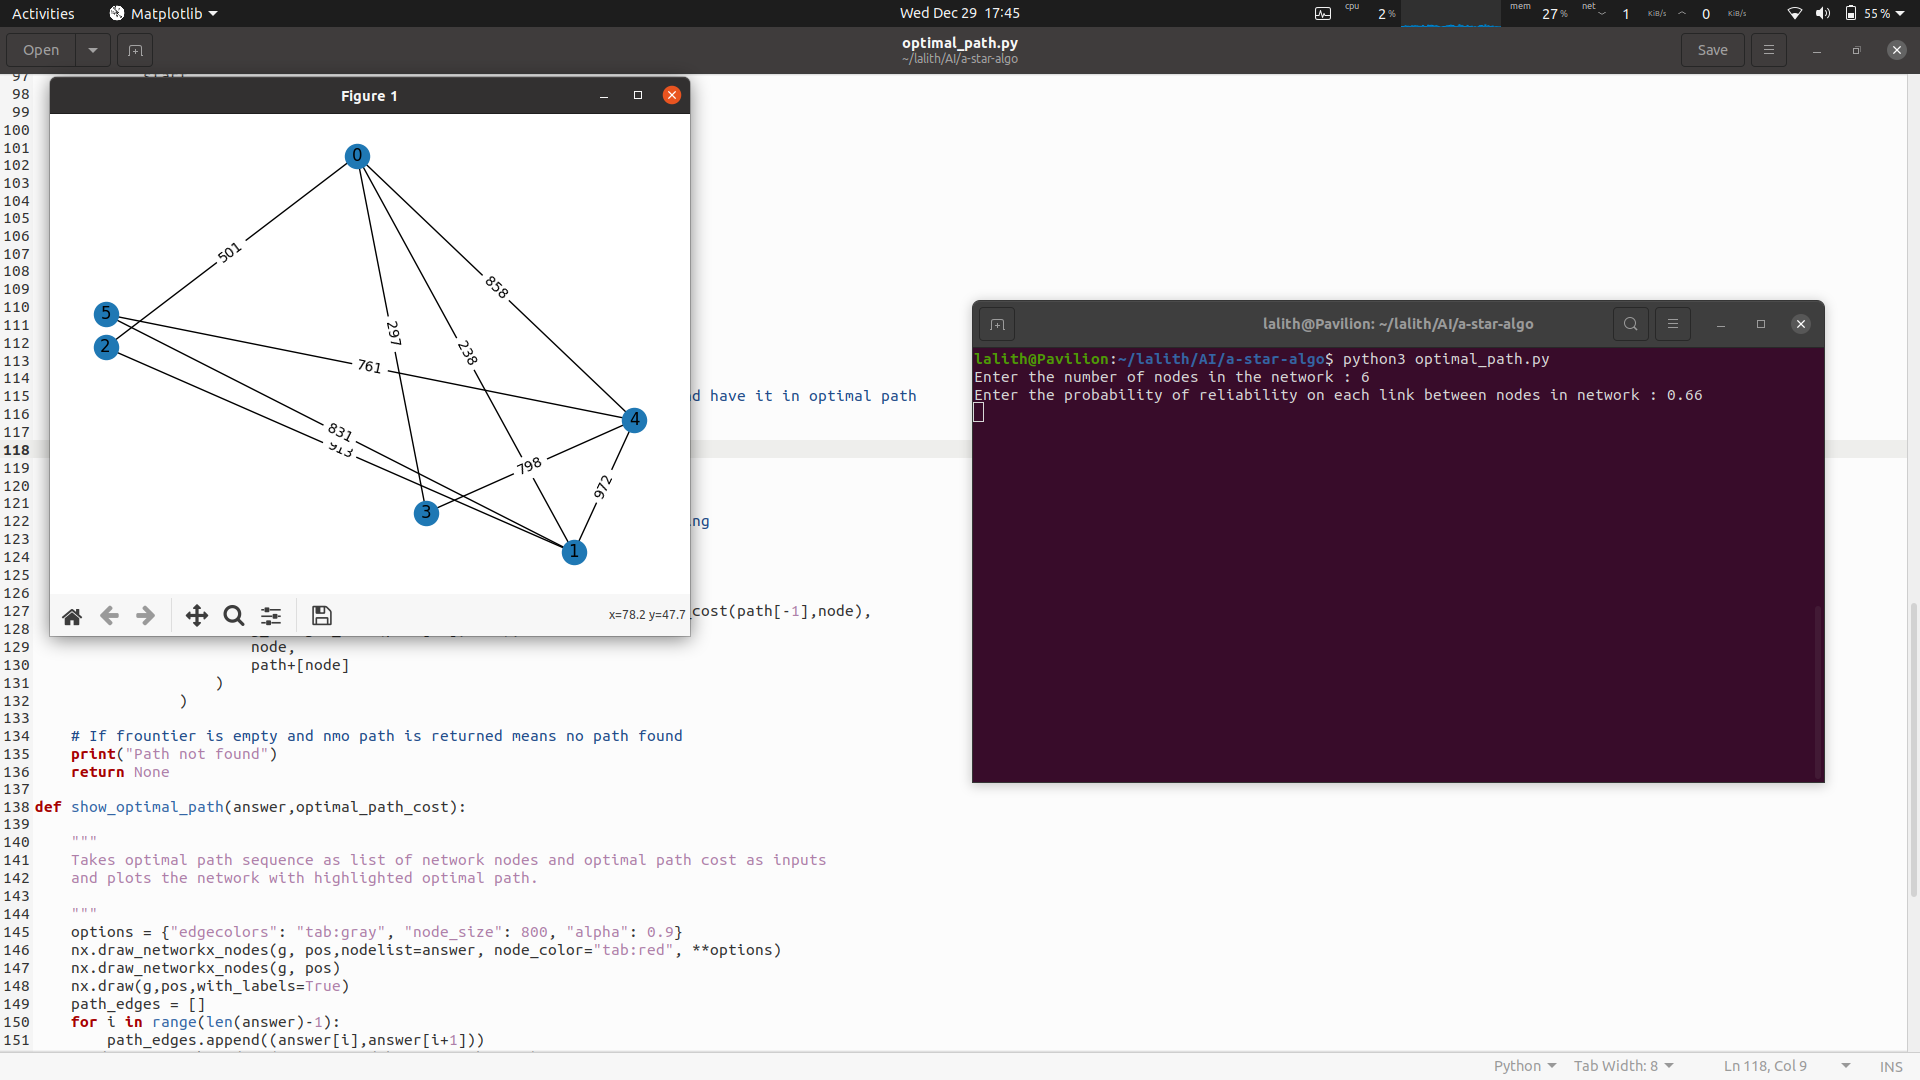 Activities
Matplotlib
Wed Dec 29 17:45
cpu
2 %
mem
27 %
net
1 KiB/s
0 KiB/s
55 %
Open
optimal_path.py
~/lalith/AI/a-star-algo
Save
97
98
99
100
101
102
103
104
105
106
107
108
109
110
111
112
113
114
115 d have it in optimal path
116
117
118
119
120
121
122 ng
123
124
125
126
127 cost(path[-1],node),
128
129 node,
130 path+[node]
131 )
132 )
133
134 # If frountier is empty and nmo path is returned means no path found
135 print("Path not found")
136 return None
137
138 def show_optimal_path(answer,optimal_path_cost):
139
140 """
141 Takes optimal path sequence as list of network nodes and optimal path cost as inputs
142 and plots the network with highlighted optimal path.
143
144 """
145 options = {"edgecolors": "tab:gray", "node_size": 800, "alpha": 0.9}
146 nx.draw_networkx_nodes(g, pos,nodelist=answer, node_color="tab:red", **options)
147 nx.draw_networkx_nodes(g, pos)
148 nx.draw(g,pos,with_labels=True)
149 path_edges = []
150 for i in range(len(answer)-1):
151 path_edges.append((answer[i],answer[i+1]))
Figure 1
0
501
858
5
297
2
238
761
4
831
913
798
972
3
1
x=78.2 y=47.7
lalith@Pavilion: ~/lalith/AI/a-star-algo
lalith@Pavilion:~/lalith/AI/a-star-algo$ python3 optimal_path.py
Enter the number of nodes in the network : 6
Enter the probability of reliability on each link between nodes in network : 0.66
Python
Tab Width: 8
Ln 118, Col 9
INS